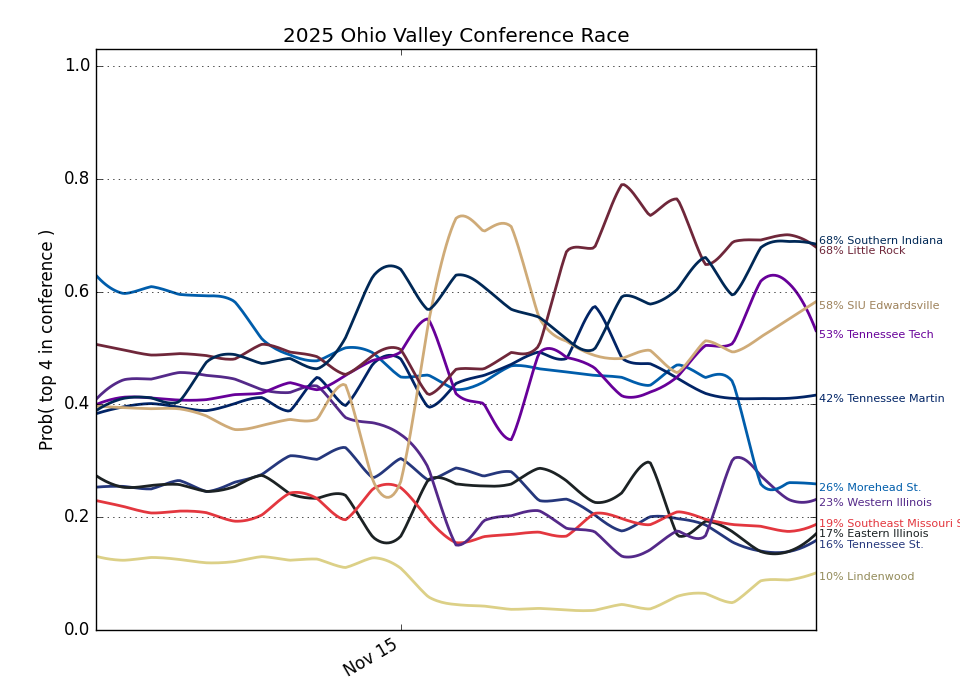 2025 Ohio Valley Conference Race
Prob( top 4 in conference )
1.0
0.8
0.6
0.4
0.2
0.0
Nov 15
68% Southern Indiana
68% Little Rock
58% SIU Edwardsville
53% Tennessee Tech
42% Tennessee Martin
26% Morehead St.
23% Western Illinois
19% Southeast Missouri S
17% Eastern Illinois
16% Tennessee St.
10% Lindenwood